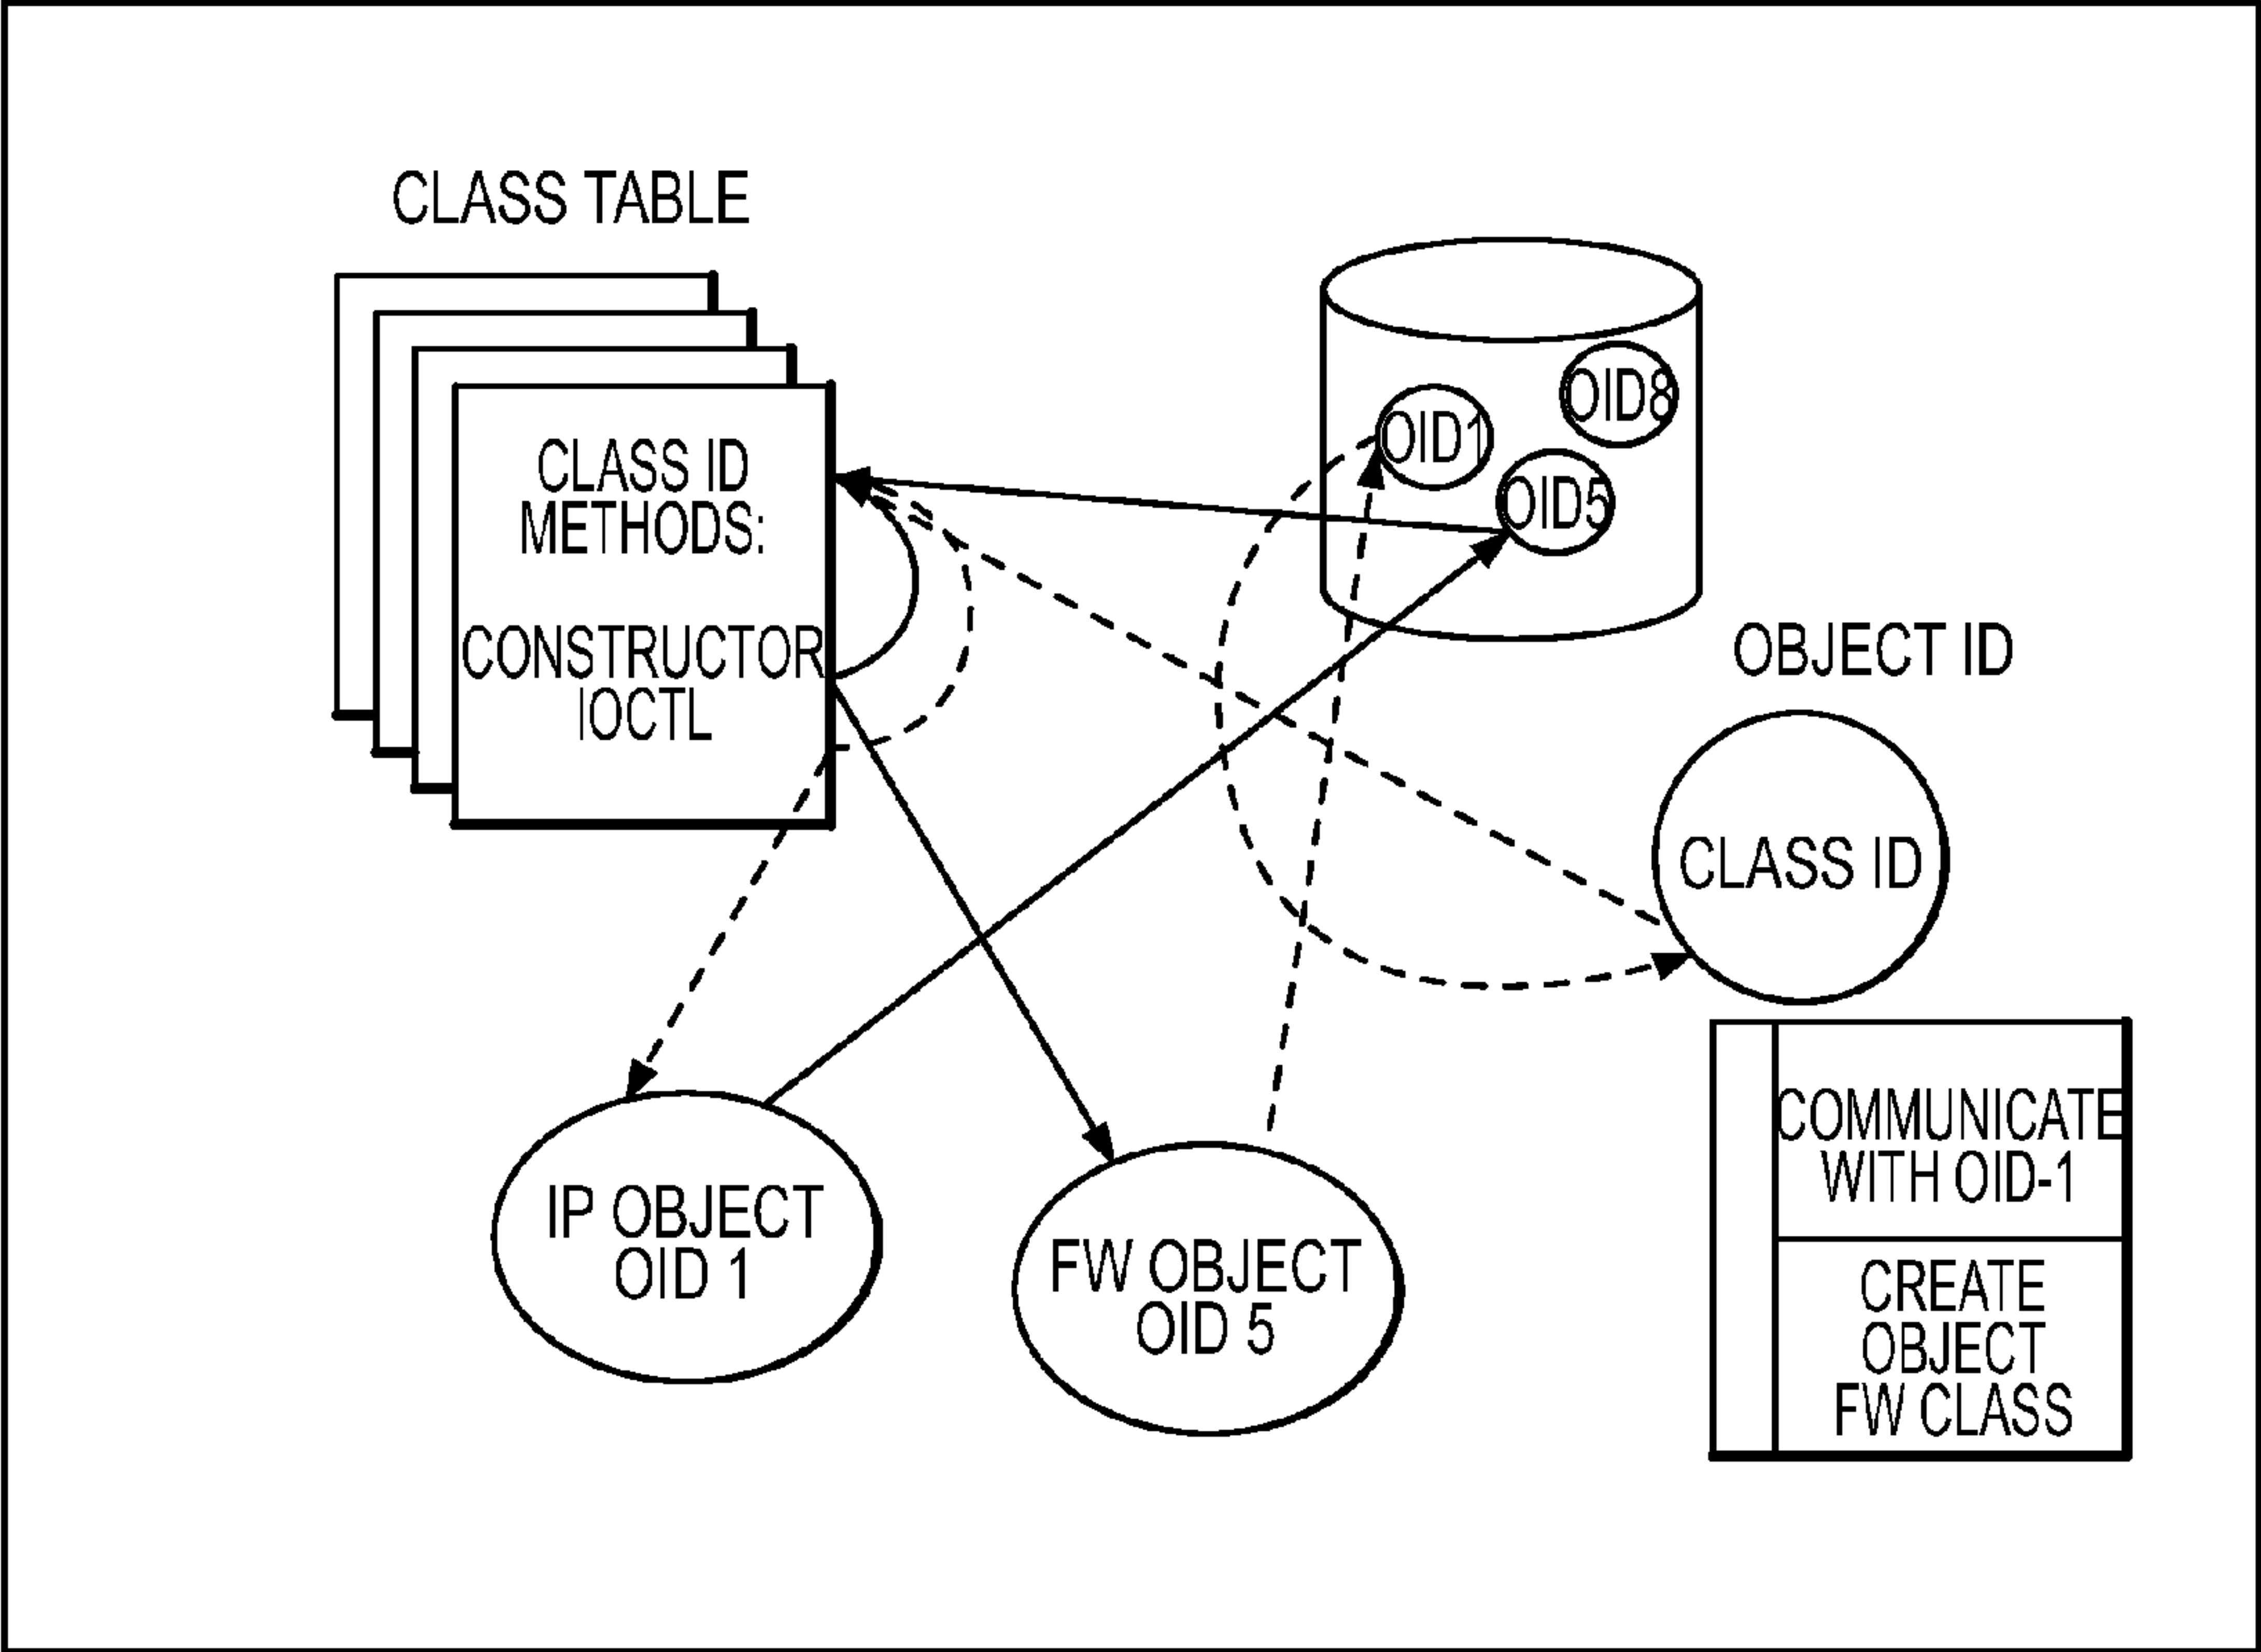 CLASS TABLE
CLASS ID
METHODS:
CONSTRUCTOR
IOCTL
OID8
OID1
OID5
OBJECT ID
CLASS ID
COMMUNICATE
WITH OID-1
CREATE
OBJECT
FW CLASS
IP OBJECT
OID 1
FW OBJECT
OID 5